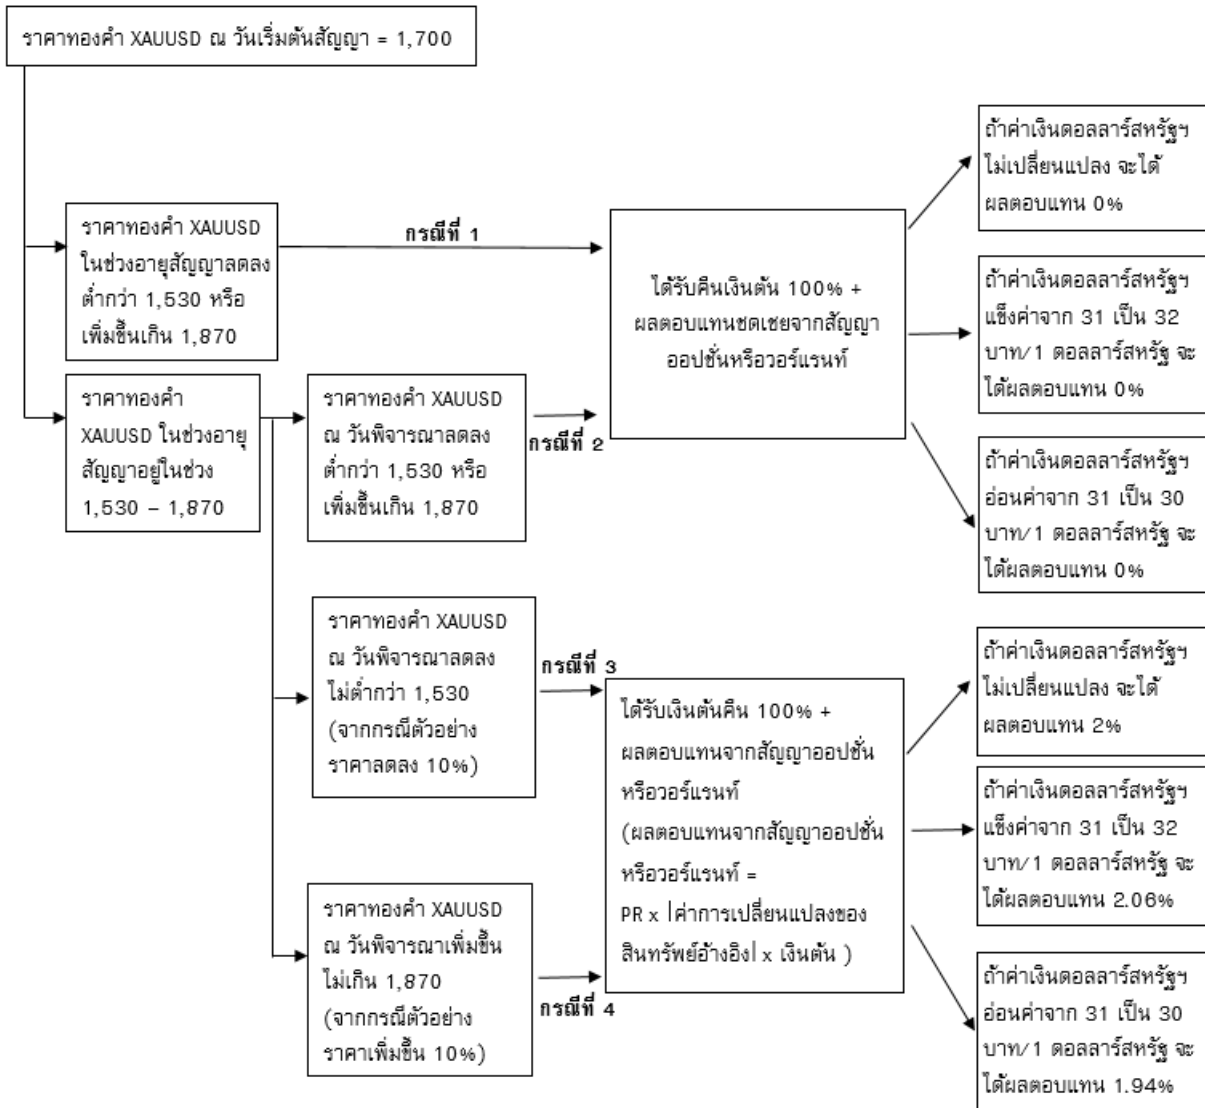 ราคาทองคำ XAUUSD ณ วันเริ่มต้นสัญญา = 1,700
ราคาทองคำ XAUUSD
ในช่วงอายุสัญญาลดลง
ต่ำกว่า 1,530 หรือ
เพิ่มขึ้นเกิน 1,870
กรณีที่ 1
ได้รับคืนเงินต้น 100% +
ผลตอบแทนชดเชยจากสัญญา
ออปชั่นหรือวอร์แรนท์
ถ้าค่าเงินดอลลาร์สหรัฐฯ
ไม่เปลี่ยนแปลง จะได้
ผลตอบแทน 0%
ถ้าค่าเงินดอลลาร์สหรัฐฯ
แข็งค่าจาก 31 เป็น 32
บาท/1 ดอลลาร์สหรัฐ จะ
ได้ผลตอบแทน 0%
ถ้าค่าเงินดอลลาร์สหรัฐฯ
อ่อนค่าจาก 31 เป็น 30
บาท/1 ดอลลาร์สหรัฐ จะ
ได้ผลตอบแทน 0%
ราคาทองคำ
XAUUSD ในช่วงอายุ
สัญญาอยู่ในช่วง
1,530 – 1,870
ราคาทองคำ XAUUSD
ณ วันพิจารณาลดลง
ต่ำกว่า 1,530 หรือ
เพิ่มขึ้นเกิน 1,870
กรณีที่ 2
ราคาทองคำ XAUUSD
ณ วันพิจารณาลดลง
ไม่ต่ำกว่า 1,530
(จากกรณีตัวอย่าง
ราคาลดลง 10%)
กรณีที่ 3
ราคาทองคำ XAUUSD
ณ วันพิจารณาเพิ่มขึ้น
ไม่เกิน 1,870
(จากกรณีตัวอย่าง
ราคาเพิ่มขึ้น 10%)
กรณีที่ 4
ได้รับเงินต้นคืน 100% +
ผลตอบแทนจากสัญญาออปชั่น
หรือวอร์แรนท์
(ผลตอบแทนจากสัญญาออปชั่น
หรือวอร์แรนท์ =
PR x |ค่าการเปลี่ยนแปลงของ
สินทรัพย์อ้างอิง| x เงินต้น )
ถ้าค่าเงินดอลลาร์สหรัฐฯ
ไม่เปลี่ยนแปลง จะได้
ผลตอบแทน 2%
ถ้าค่าเงินดอลลาร์สหรัฐฯ
แข็งค่าจาก 31 เป็น 32
บาท/1 ดอลลาร์สหรัฐ จะ
ได้ผลตอบแทน 2.06%
ถ้าค่าเงินดอลลาร์สหรัฐฯ
อ่อนค่าจาก 31 เป็น 30
บาท/1 ดอลลาร์สหรัฐ จะ
ได้ผลตอบแทน 1.94%